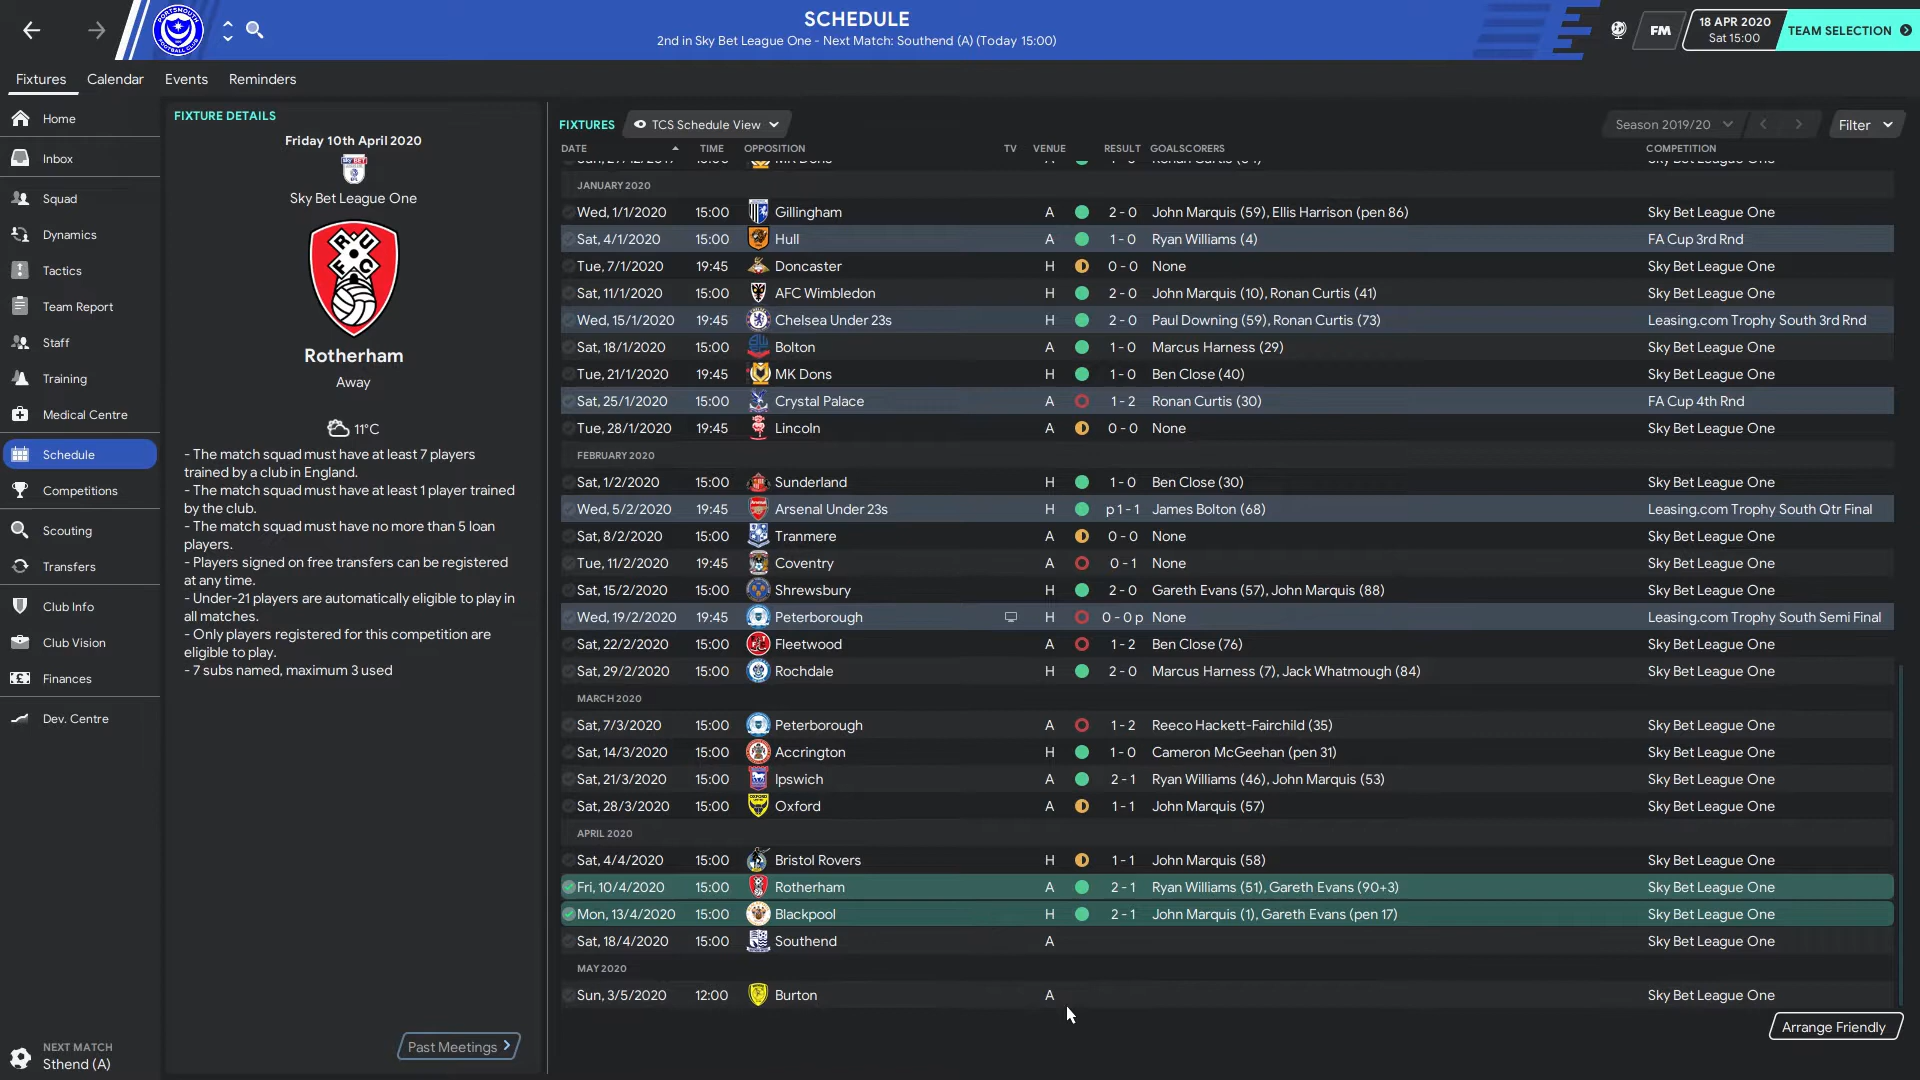 SCHEDULE
2nd in Sky Bet League One - Next Match: Southend (A) (Today 15:00)
FM
18 APR 2020
Sat 15:00
TEAM SELECTION
Fixtures Calendar Events Reminders
Home
Inbox
Squad
Dynamics
Tactics
Team Report
Staff
Training
Medical Centre
Schedule
Competitions
Scouting
Transfers
Club Info
Club Vision
Finances
Dev. Centre
NEXT MATCH
Sthend (A)
FIXTURE DETAILS
Friday 10th April 2020
Sky Bet League One
Rotherham
Away
11°C
- The match squad must have at least 7 players
trained by a club in England.
- The match squad must have at least 1 player trained
by the club.
- The match squad must have no more than 5 loan
players.
- Players signed on free transfers can be registered
at any time.
- Under-21 players are automatically eligible to play in
all matches.
- Only players registered for this competition are
eligible to play.
- 7 subs named, maximum 3 used
Past Meetings
FIXTURES TCS Schedule View Season 2019/20 Filter
DATE TIME OPPOSITION TV VENUE RESULT GOALSCORERS COMPETITION
JANUARY 2020
Wed, 1/1/2020 15:00 Gillingham A 2 - 0 John Marquis (59), Ellis Harrison (pen 86) Sky Bet League One
Sat, 4/1/2020 15:00 Hull A 1 - 0 Ryan Williams (4) FA Cup 3rd Rnd
Tue, 7/1/2020 19:45 Doncaster H 0 - 0 None Sky Bet League One
Sat, 11/1/2020 15:00 AFC Wimbledon H 2 - 0 John Marquis (10), Ronan Curtis (41) Sky Bet League One
Wed, 15/1/2020 19:45 Chelsea Under 23s H 2 - 0 Paul Downing (59), Ronan Curtis (73) Leasing.com Trophy South 3rd Rnd
Sat, 18/1/2020 15:00 Bolton A 1 - 0 Marcus Harness (29) Sky Bet League One
Tue, 21/1/2020 19:45 MK Dons H 1 - 0 Ben Close (40) Sky Bet League One
Sat, 25/1/2020 15:00 Crystal Palace A 1 - 2 Ronan Curtis (30) FA Cup 4th Rnd
Tue, 28/1/2020 19:45 Lincoln A 0 - 0 None Sky Bet League One
FEBRUARY 2020
Sat, 1/2/2020 15:00 Sunderland H 1 - 0 Ben Close (30) Sky Bet League One
Wed, 5/2/2020 19:45 Arsenal Under 23s H p 1 - 1 James Bolton (68) Leasing.com Trophy South Qtr Final
Sat, 8/2/2020 15:00 Tranmere A 0 - 0 None Sky Bet League One
Tue, 11/2/2020 19:45 Coventry A 0 - 1 None Sky Bet League One
Sat, 15/2/2020 15:00 Shrewsbury H 2 - 0 Gareth Evans (57), John Marquis (88) Sky Bet League One
Wed, 19/2/2020 19:45 Peterborough H 0 - 0 p None Leasing.com Trophy South Semi Final
Sat, 22/2/2020 15:00 Fleetwood A 1 - 2 Ben Close (76) Sky Bet League One
Sat, 29/2/2020 15:00 Rochdale H 2 - 0 Marcus Harness (7), Jack Whatmough (84) Sky Bet League One
MARCH 2020
Sat, 7/3/2020 15:00 Peterborough A 1 - 2 Reeco Hackett-Fairchild (35) Sky Bet League One
Sat, 14/3/2020 15:00 Accrington H 1 - 0 Cameron McGeehan (pen 31) Sky Bet League One
Sat, 21/3/2020 15:00 Ipswich A 2 - 1 Ryan Williams (46), John Marquis (53) Sky Bet League One
Sat, 28/3/2020 15:00 Oxford A 1 - 1 John Marquis (57) Sky Bet League One
APRIL 2020
Sat, 4/4/2020 15:00 Bristol Rovers H 1 - 1 John Marquis (58) Sky Bet League One
Fri, 10/4/2020 15:00 Rotherham A 2 - 1 Ryan Williams (51), Gareth Evans (90+3) Sky Bet League One
Mon, 13/4/2020 15:00 Blackpool H 2 - 1 John Marquis (1), Gareth Evans (pen 17) Sky Bet League One
Sat, 18/4/2020 15:00 Southend A Sky Bet League One
MAY 2020
Sun, 3/5/2020 12:00 Burton A Sky Bet League One
Arrange Friendly